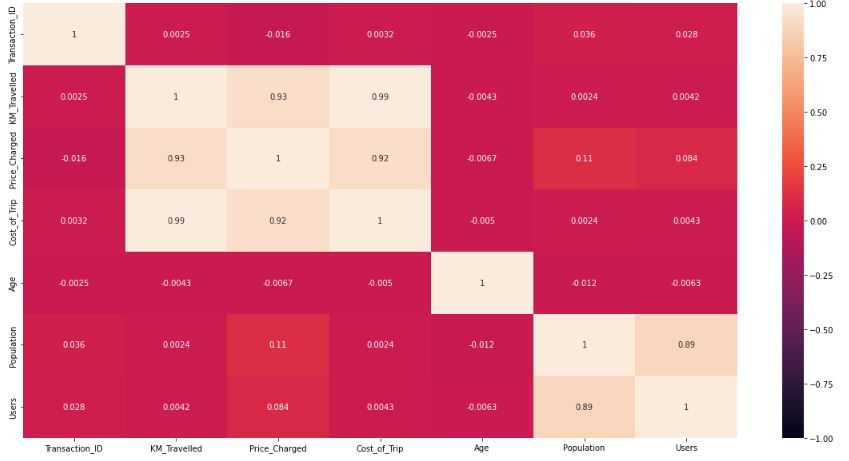 Transaction_ID 1 0.0025 -0.016 0.0032 -0.0025 0.036 0.028
KM_Travelled 0.0025 1 0.93 0.99 -0.0043 0.0024 0.0042
Price_Charged -0.016 0.93 1 0.92 -0.0067 0.11 0.084
Cost_of_Trip 0.0032 0.99 0.92 1 -0.005 0.0024 0.0043
Age -0.0025 -0.0043 -0.0067 -0.005 1 -0.012 -0.0063
Population 0.036 0.0024 0.11 0.0024 -0.012 1 0.89
Users 0.028 0.0042 0.084 0.0043 -0.0063 0.89 1
Transaction_ID KM_Travelled Price_Charged Cost_of_Trip Age Population Users
1.00
0.75
0.50
0.25
0.00
−0.25
−0.50
−0.75
−1.00